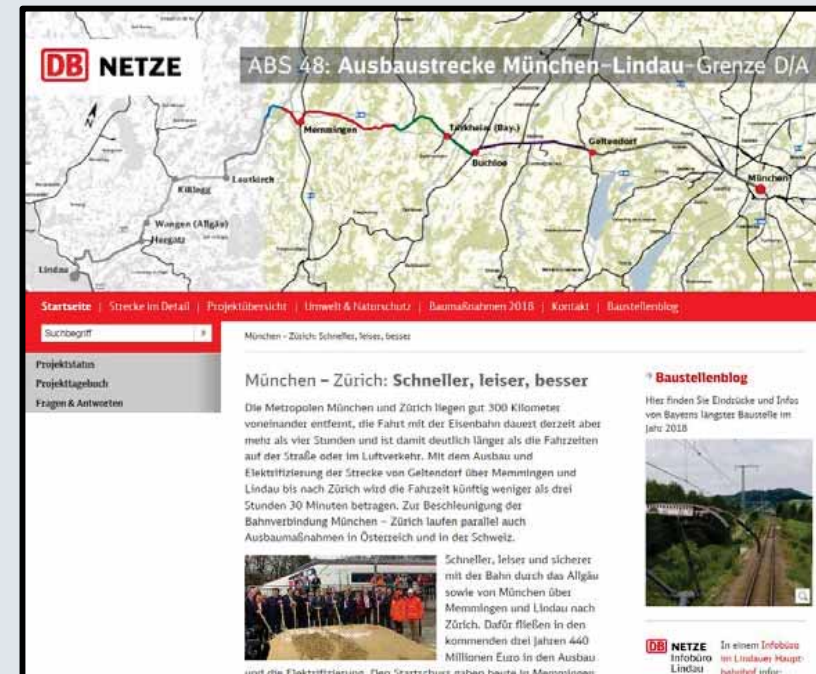 DB NETZE
ABS 48: Ausbaustrecke München–Lindau–Grenze D/A
Memmingen
Türkheim (Bay.)
Buchloe
Geltendorf
München
Leutkirch
Kißlegg
Wangen (Allgäu)
Hergatz
Lindau
Startseite | Strecke im Detail | Projektübersicht | Umwelt & Naturschutz | Baumaßnahmen 2018 | Kontakt | Baustellenblog
Suchbegriff
Projektstatus
Projekttagebuch
Fragen & Antworten
München – Zürich: Schneller, leiser, besser
München – Zürich: Schneller, leiser, besser
Die Metropolen München und Zürich liegen gut 300 Kilometer
voneinander entfernt, die Fahrt mit der Eisenbahn dauert derzeit aber
mehr als vier Stunden und ist damit deutlich länger als die Fahrzeiten
auf der Straße oder im Luftverkehr. Mit dem Ausbau und
Elektrifizierung der Strecke von Geltendorf über Memmingen und
Lindau bis nach Zürich wird die Fahrzeit künftig weniger als drei
Stunden 30 Minuten betragen. Zur Beschleunigung der
Bahnverbindung München – Zürich laufen parallel auch
Ausbaumaßnahmen in Österreich und in der Schweiz.
Schneller, leiser und sicherer
mit der Bahn durch das Allgäu
sowie von München über
Memmingen und Lindau nach
Zürich. Dafür fließen in den
kommenden drei Jahren 440
Millionen Euro in den Ausbau
und die Elektrifizierung. Den Startschuss gaben heute in Memmingen
Baustellenblog
Hier finden Sie Eindrücke und Infos
von Bayerns längster Baustelle im
Jahr 2018
DB NETZE
Infobüro
Lindau
In einem Infobüro
im Lindauer Haupt-
bahnhof infor-